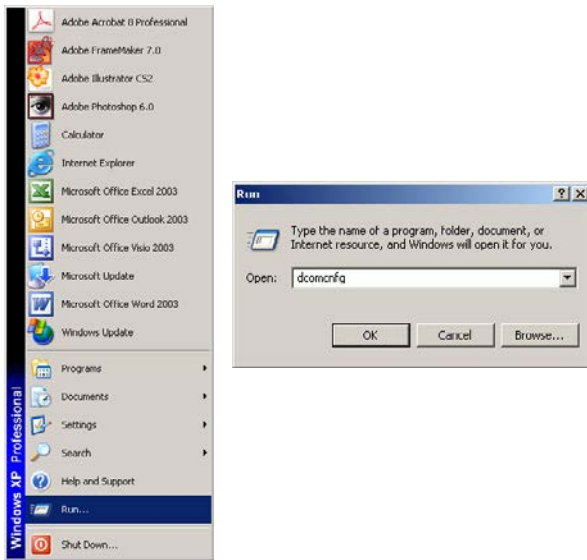 Adobe Acrobat 8 Professional
Adobe FrameMaker 7.0
Adobe Illustrator CS2
Adobe Photoshop 6.0
Calculator
Internet Explorer
Microsoft Office Excel 2003
Microsoft Office Outlook 2003
Microsoft Office Visio 2003
Microsoft Update
Microsoft Office Word 2003
Windows Update
Programs
Documents
Settings
Search
Help and Support
Run...
Shut Down...
Windows XP Professional
Run
Type the name of a program, folder, document, or
Internet resource, and Windows will open it for you.
Open: dcomcnfg
OK Cancel Browse...